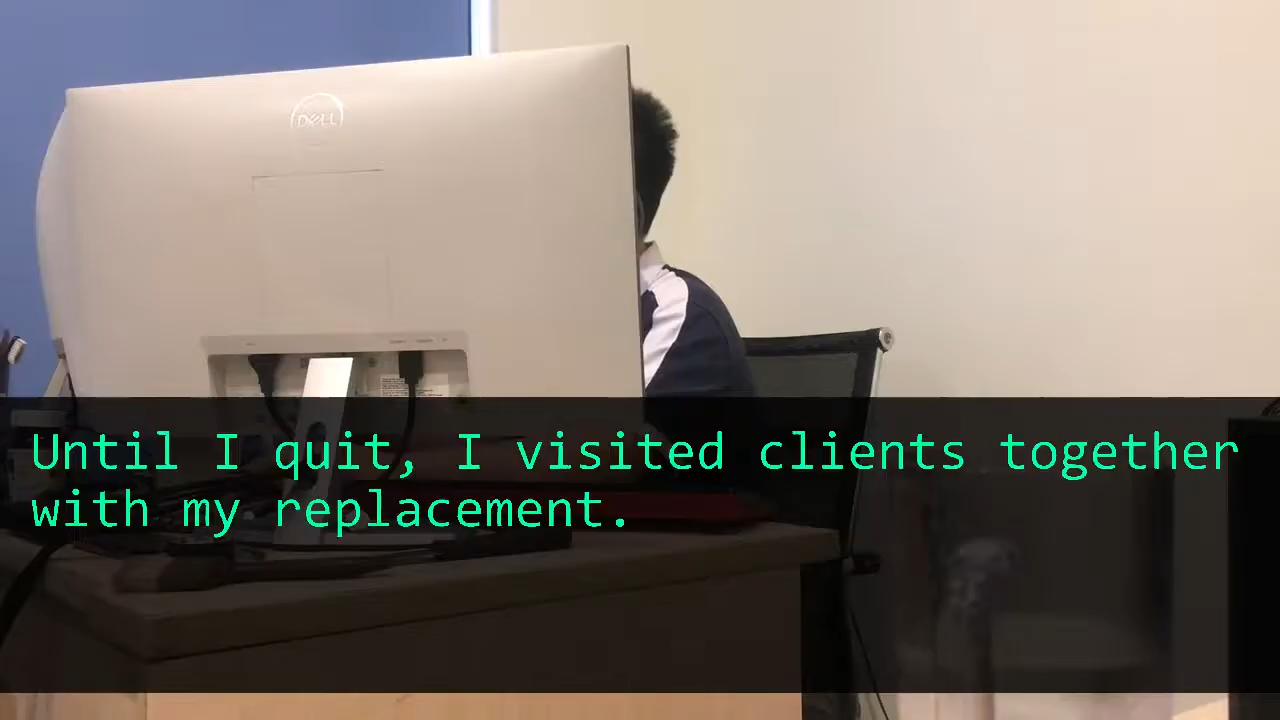 DELL
Until I quit, I visited clients together
with my replacement.